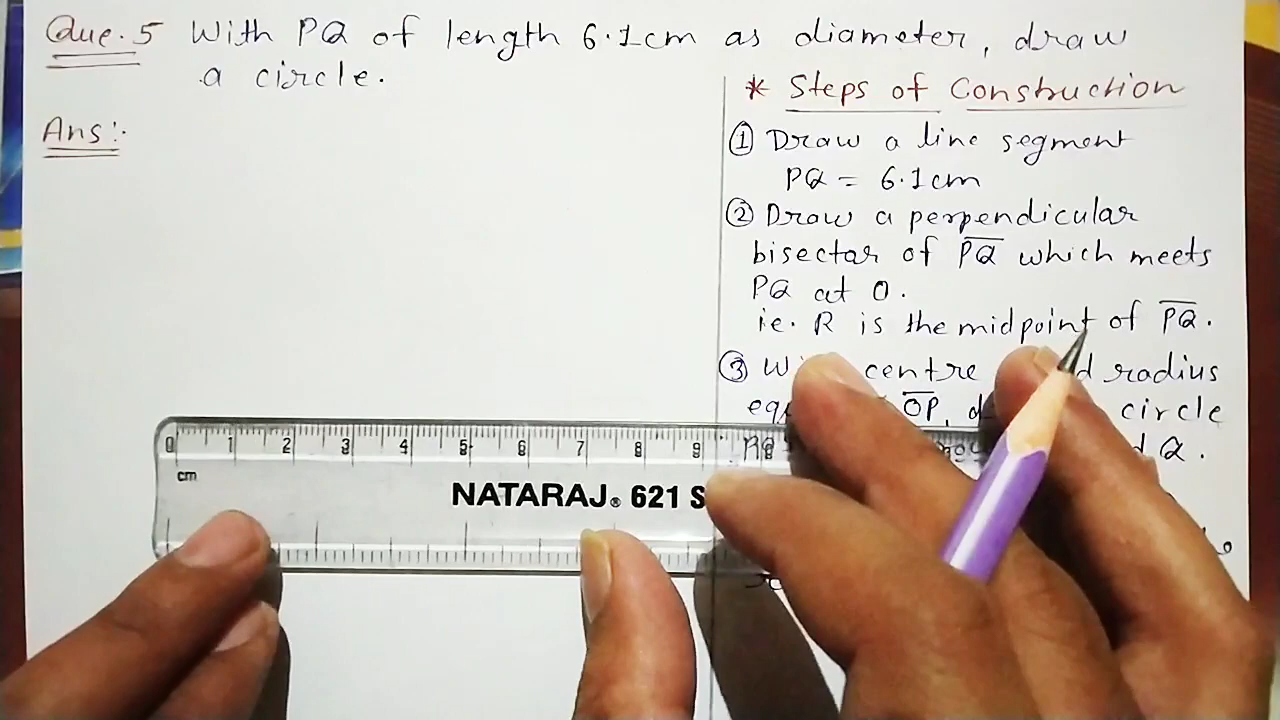 Que.5 With PQ of length 6.1cm as diameter, draw
a circle.
Ans:-
* Steps of Construction
① Draw a line segment
PQ = 6.1cm
② Draw a perpendicular
bisector of PQ which meets
PQ at O.
ie. R is the midpoint of PQ.
③ centre radius
OP, circle
Q.
0 1 2 3 4 5 6 7 8 9
cm
NATARAJ® 621 S